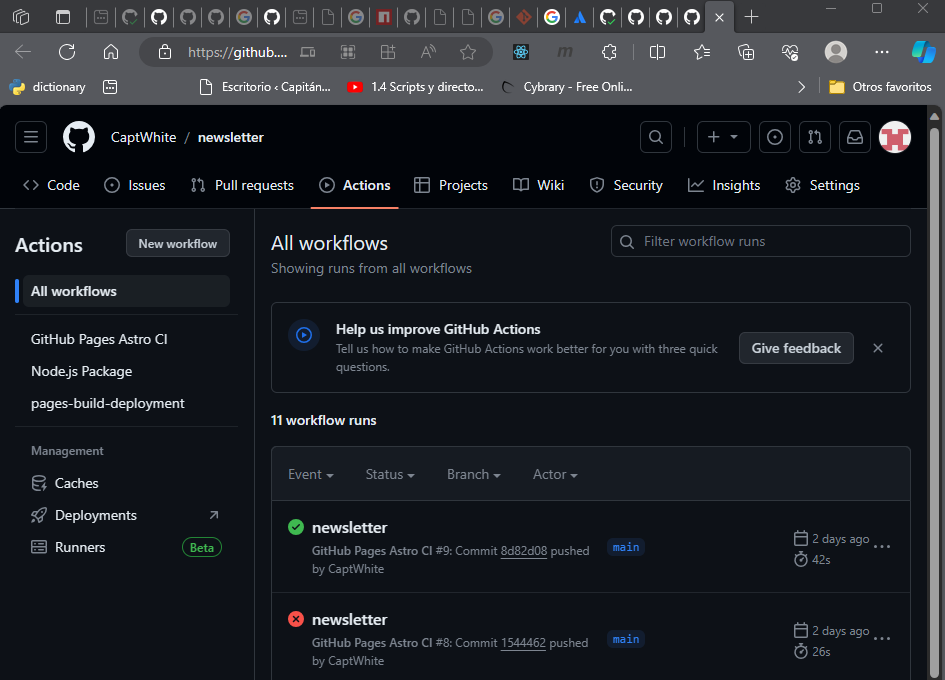 https://github....
dictionary
Escritorio ‹ Capitán...
1.4 Scripts y directo...
Cybrary - Free Onli...
Otros favoritos
CaptWhite / newsletter
Code
Issues
Pull requests
Actions
Projects
Wiki
Security
Insights
Settings
Actions
New workflow
All workflows
GitHub Pages Astro CI
Node.js Package
pages-build-deployment
Management
Caches
Deployments
Runners
Beta
All workflows
Showing runs from all workflows
Filter workflow runs
Help us improve GitHub Actions
Tell us how to make GitHub Actions work better for you with three quick
questions.
Give feedback
11 workflow runs
Event
Status
Branch
Actor
newsletter
GitHub Pages Astro CI #9: Commit 8d82d08 pushed
by CaptWhite
main
2 days ago
42s
newsletter
GitHub Pages Astro CI #8: Commit 1544462 pushed
by CaptWhite
main
2 days ago
26s